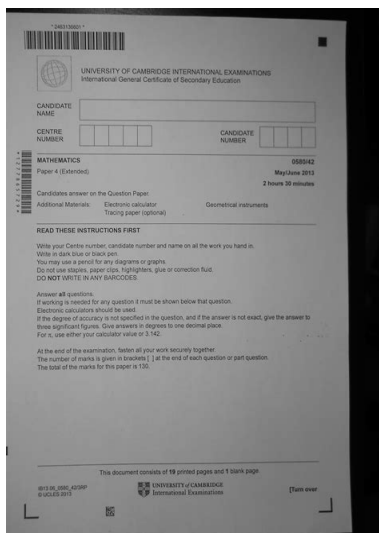 UNIVERSITY OF CAMBRIDGE INTERNATIONAL EXAMINATIONS
International General Certificate of Secondary Education
CANDIDATE
NAME
CENTRE
NUMBER
CANDIDATE
NUMBER
MATHEMATICS 0580/42
Paper 4 (Extended) May/June 2013
2 hours 30 minutes
Candidates answer on the Question Paper.
Additional Materials: Electronic calculator Geometrical instruments
Tracing paper (optional)
READ THESE INSTRUCTIONS FIRST
Write your Centre number, candidate number and name on all the work you hand in.
Write in dark blue or black pen.
You may use a pencil for any diagrams or graphs.
Do not use staples, paper clips, highlighters, glue or correction fluid.
DO NOT WRITE IN ANY BARCODES.
Answer all questions.
If working is needed for any question it must be shown below that question.
Electronic calculators should be used.
If the degree of accuracy is not specified in the question, and if the answer is not exact, give the answer to
three significant figures. Give answers in degrees to one decimal place.
For π, use either your calculator value or 3.142.
At the end of the examination, fasten all your work securely together.
The number of marks is given in brackets [ ] at the end of each question or part question.
The total of the marks for this paper is 130.
This document consists of 19 printed pages and 1 blank page.
© UCLES 2013
UNIVERSITY of CAMBRIDGE
International Examinations
[Turn over